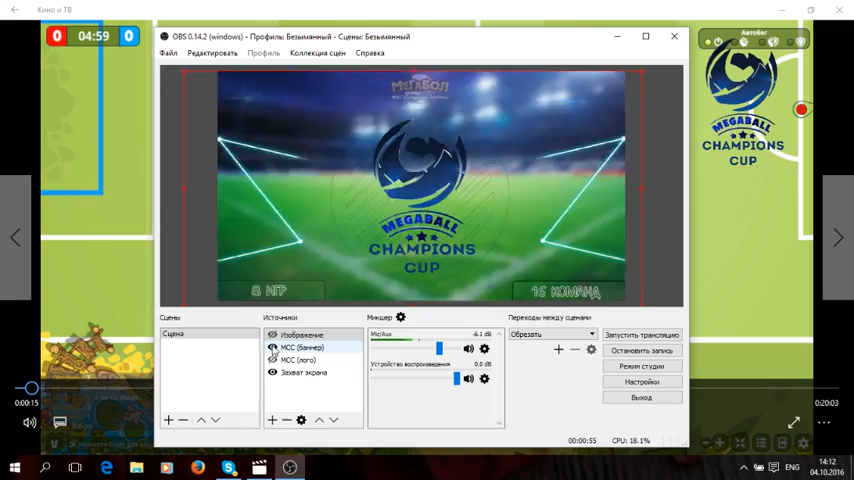 Кино и ТВ
0 04:59 0
OBS 0.14.2 (windows) - Профиль: Безымянный - Сцены: Безымянный
Файл Редактировать Профиль Коллекция сцен Справка
Автобег
МЕГАБОЛ
MEGABALL
CHAMPIONS
CUP
8 ИГР
16 КОМАНД
MEGABALL
CHAMPIONS
CUP
Сцены
Сцена
Источники
Изображение
МСС (баннер)
МСС (лого)
Захват экрана
Микшер
Mic/Aux -6.1 dB
Устройство воспроизведения 0.0 dB
Переходы между сценами
Обрезать
Запустить трансляцию
Остановить запись
Режим студии
Настройки
Выход
00:00:55 CPU: 18.1%
0:00:15
0:20:03
ENG
14:12
04.10.2016